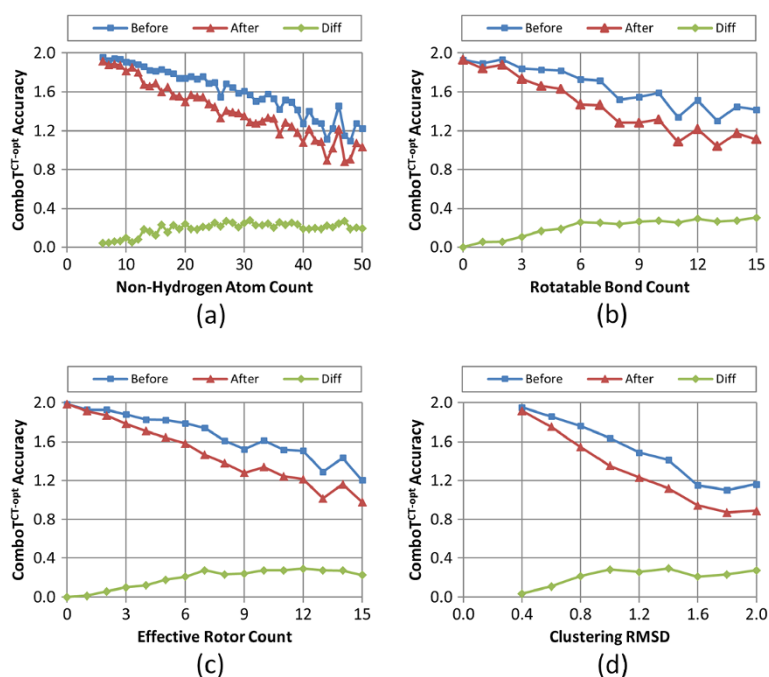 Before After Diff
ComboT^CT-opt Accuracy
2.0
1.6
1.2
0.8
0.4
0.0
0 10 20 30 40 50
Non-Hydrogen Atom Count
(a)
Before After Diff
ComboT^CT-opt Accuracy
2.0
1.6
1.2
0.8
0.4
0.0
0 3 6 9 12 15
Rotatable Bond Count
(b)
Before After Diff
ComboT^CT-opt Accuracy
2.0
1.6
1.2
0.8
0.4
0.0
0 3 6 9 12 15
Effective Rotor Count
(c)
Before After Diff
ComboT^CT-opt Accuracy
2.0
1.6
1.2
0.8
0.4
0.0
0.0 0.4 0.8 1.2 1.6 2.0
Clustering RMSD
(d)